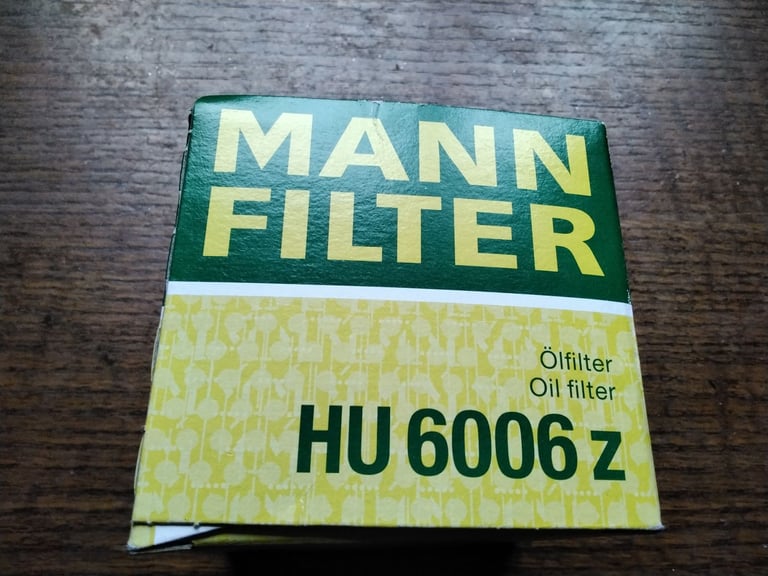 MANN
FILTER
Ölfilter
Oil filter
HU 6006 z